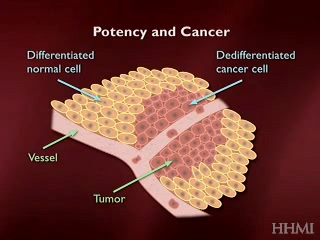 Potency and Cancer
Differentiated
normal cell
Dedifferentiated
cancer cell
Vessel
Tumor
HHMI